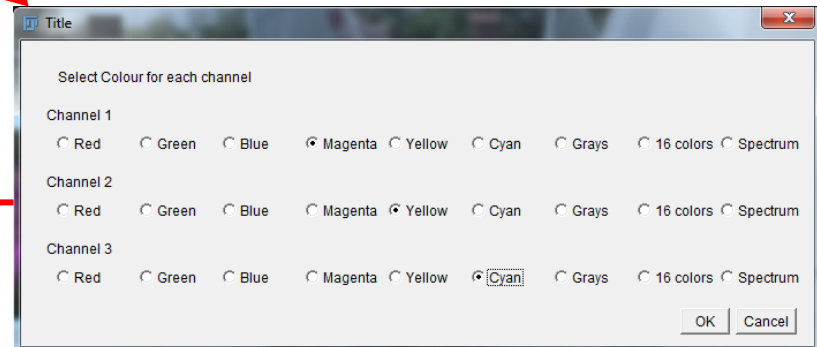 Title
Select Colour for each channel
Channel 1
Red Green Blue Magenta Yellow Cyan Grays 16 colors Spectrum
Channel 2
Red Green Blue Magenta Yellow Cyan Grays 16 colors Spectrum
Channel 3
Red Green Blue Magenta Yellow Cyan Grays 16 colors Spectrum
OK Cancel